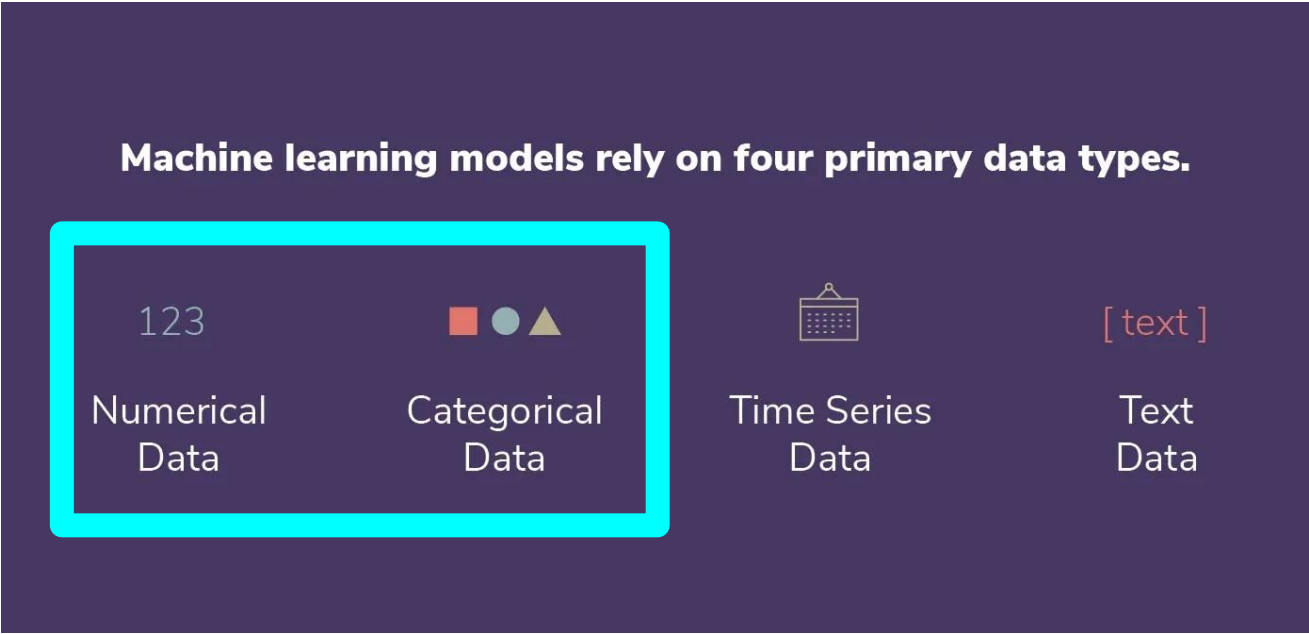 Machine learning models rely on four primary data types.
123
[ text ]
Numerical
Data
Categorical
Data
Time Series
Data
Text
Data